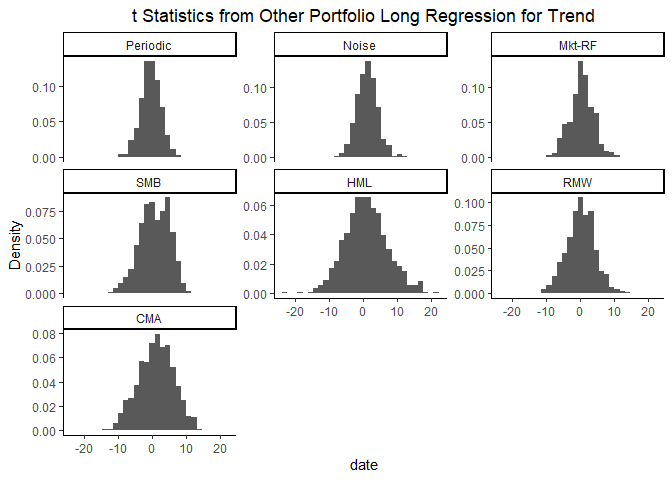 t Statistics from Other Portfolio Long Regression for Trend
Periodic
Noise
Mkt-RF
0.10
0.05
0.00
0.10
0.05
0.00
0.10
0.05
0.00
SMB
HML
RMW
0.075
0.050
0.025
0.000
0.06
0.04
0.02
0.00
0.100
0.075
0.050
0.025
0.000
-20 -10 0 10 20
-20 -10 0 10 20
CMA
0.08
0.06
0.04
0.02
0.00
-20 -10 0 10 20
Density
date